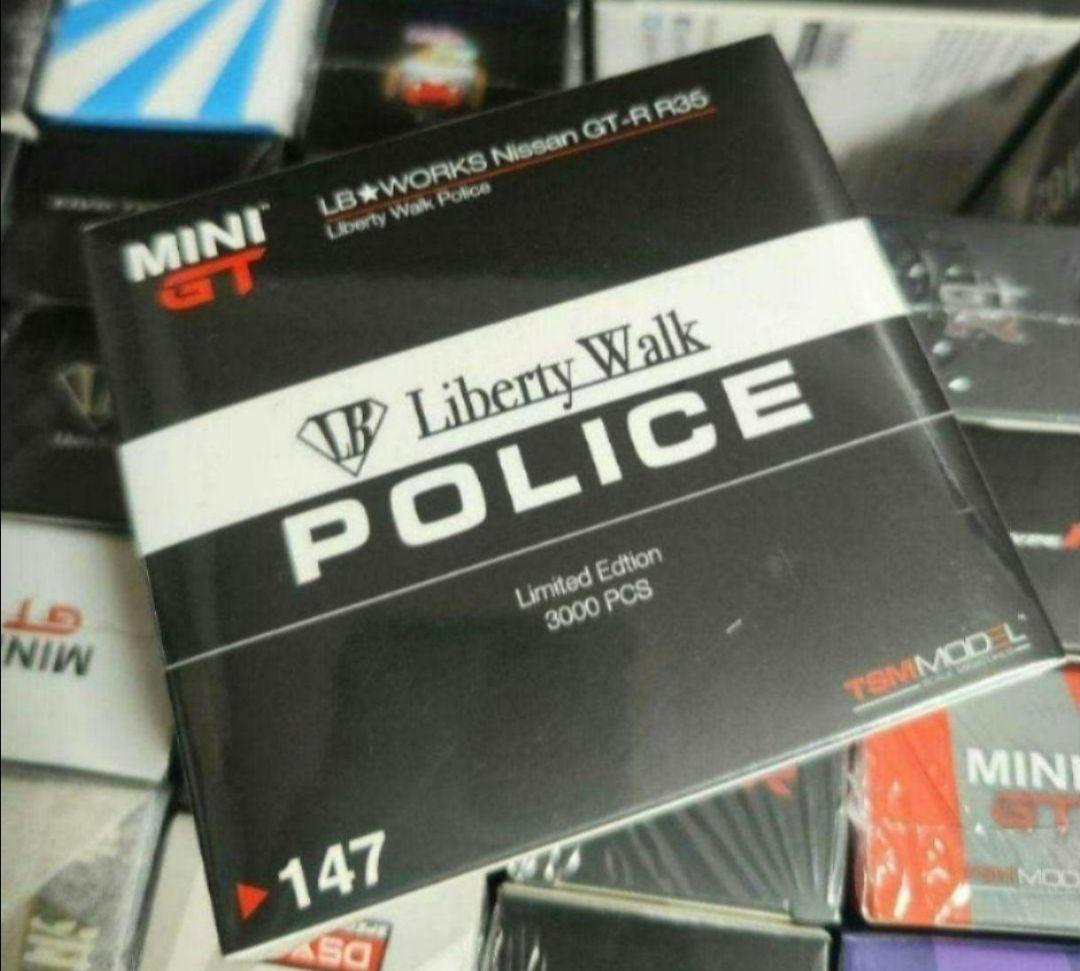 MINI
GT
LB★WORKS Nissan GT-R R35
Liberty Walk Police
LB Liberty Walk
POLICE
Limited Edtion
3000 PCS
TSMMODEL
147
MINI
GT
MINI
GT